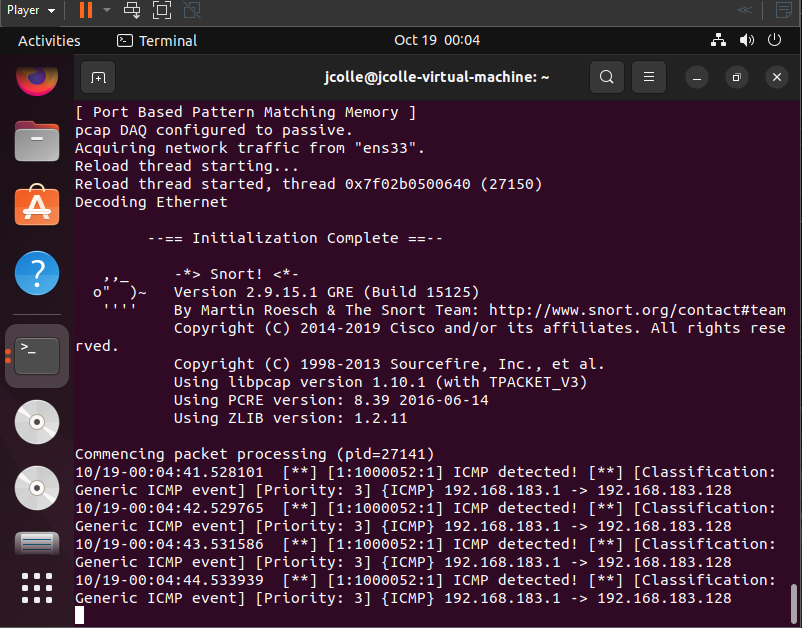 Player
Activities
Terminal
Oct 19 00:04
jcolle@jcolle-virtual-machine: ~
[ Port Based Pattern Matching Memory ]
pcap DAQ configured to passive.
Acquiring network traffic from "ens33".
Reload thread starting...
Reload thread started, thread 0x7f02b0500640 (27150)
Decoding Ethernet
--== Initialization Complete ==--
,,_ -*> Snort! <*-
o" )~ Version 2.9.15.1 GRE (Build 15125)
'''' By Martin Roesch & The Snort Team: http://www.snort.org/contact#team
Copyright (C) 2014-2019 Cisco and/or its affiliates. All rights rese
rved.
Copyright (C) 1998-2013 Sourcefire, Inc., et al.
Using libpcap version 1.10.1 (with TPACKET_V3)
Using PCRE version: 8.39 2016-06-14
Using ZLIB version: 1.2.11
Commencing packet processing (pid=27141)
10/19-00:04:41.528101 [**] [1:1000052:1] ICMP detected! [**] [Classification:
Generic ICMP event] [Priority: 3] {ICMP} 192.168.183.1 -> 192.168.183.128
10/19-00:04:42.529765 [**] [1:1000052:1] ICMP detected! [**] [Classification:
Generic ICMP event] [Priority: 3] {ICMP} 192.168.183.1 -> 192.168.183.128
10/19-00:04:43.531586 [**] [1:1000052:1] ICMP detected! [**] [Classification:
Generic ICMP event] [Priority: 3] {ICMP} 192.168.183.1 -> 192.168.183.128
10/19-00:04:44.533939 [**] [1:1000052:1] ICMP detected! [**] [Classification:
Generic ICMP event] [Priority: 3] {ICMP} 192.168.183.1 -> 192.168.183.128